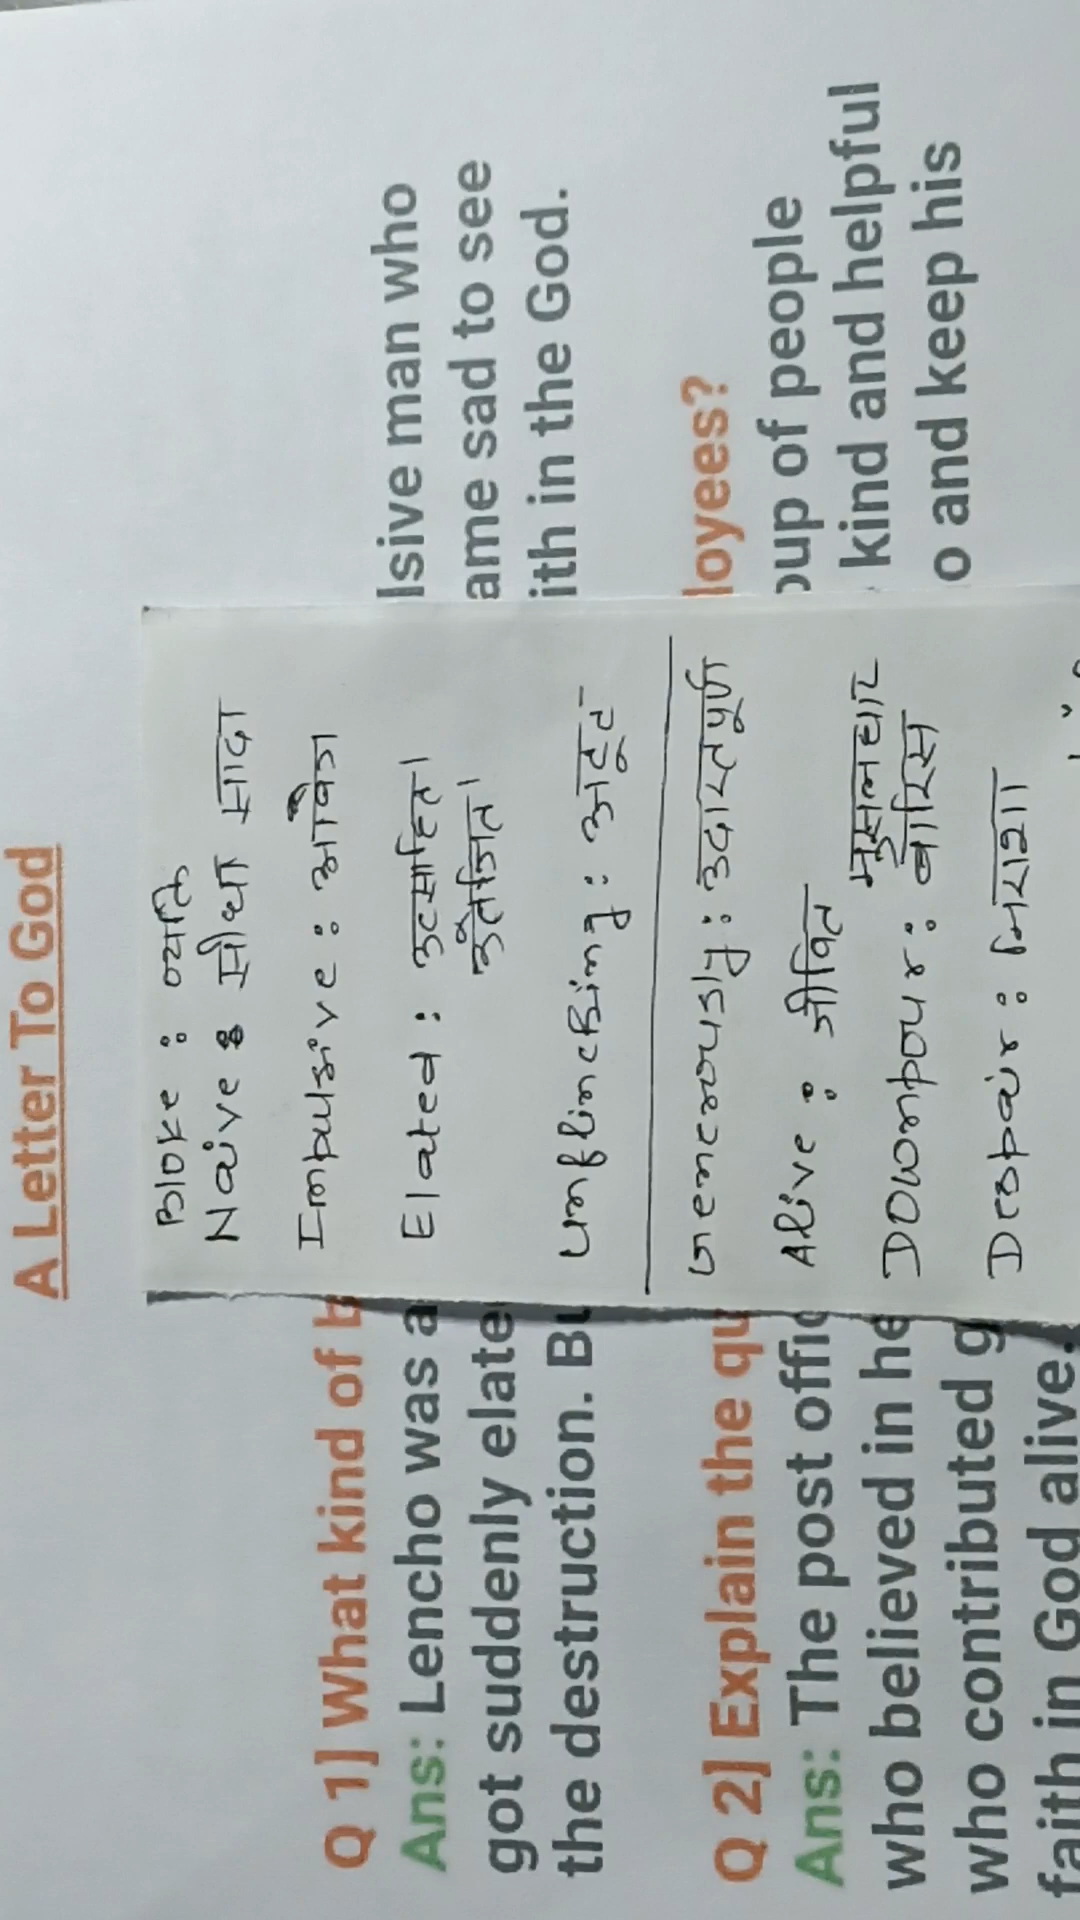 A Letter To God
Bloke : व्यक्ति
Naive : सीधा सादा
Impulsive : आवेग
Elated : उत्साहित।
उत्तेजित।
unflinching : अटूट
generously : उदारतापूर्ण
Alive : जीवित
मुसलधार
Downpour : बारिस
Despair : निराशा
Q 1] What kind of
lsive man who
Ans: Lencho was a
ame sad to see
got suddenly elate
ith in the God.
the destruction. B
Q 2] Explain the qu
loyees?
Ans: The post offic
oup of people
who believed in he
kind and helpful
who contributed g
o and keep his
faith in God alive.